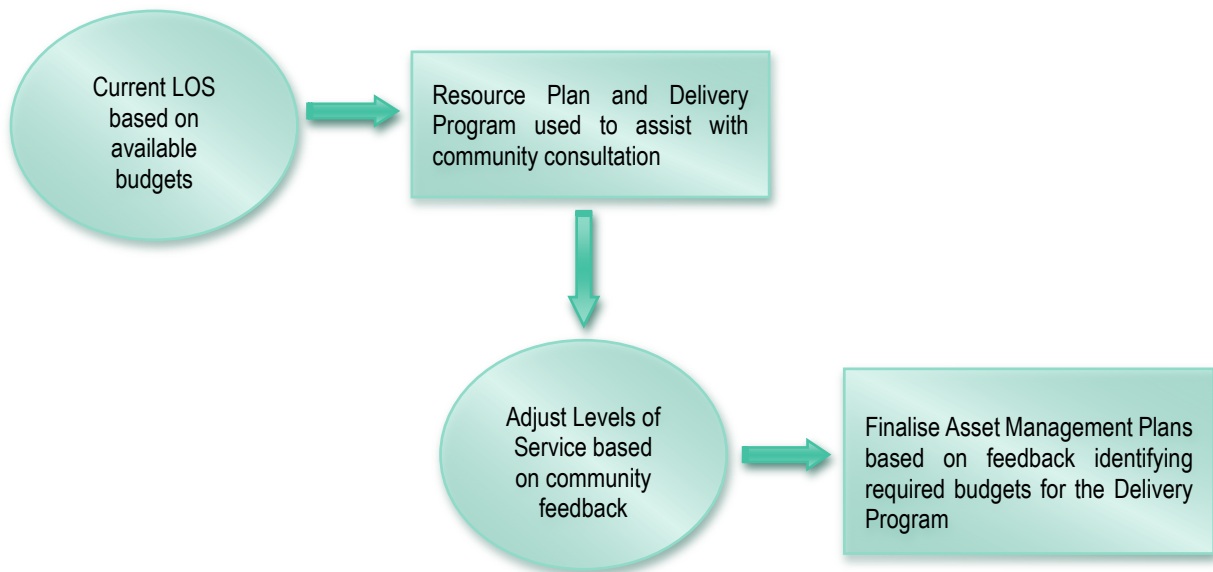 Current LOS
based on
available
budgets
Resource Plan and Delivery
Program used to assist with
community consultation
Adjust Levels of
Service based
on community
feedback
Finalise Asset Management Plans
based on feedback identifying
required budgets for the Delivery
Program